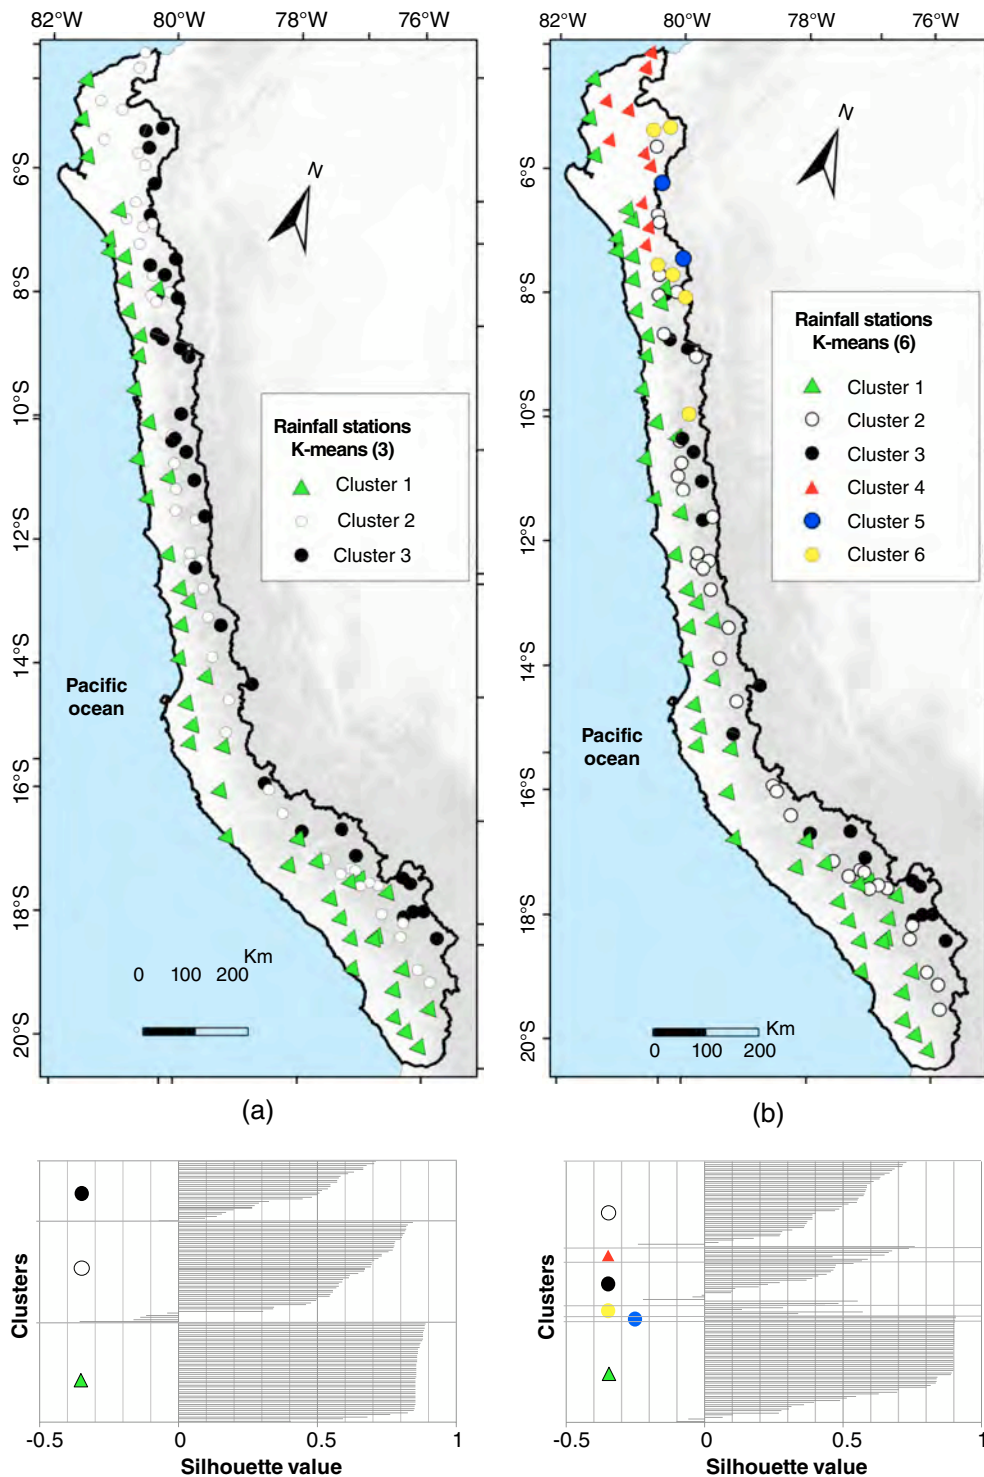 82°W 80°W 78°W 76°W
82°W 80°W 78°W 76°W
6°S
8°S
10°S
12°S
14°S
16°S
18°S
20°S
N
Rainfall stations
K-means (3)
Cluster 1
Cluster 2
Cluster 3
Pacific
ocean
Km
0 100 200
78°W 76°W
(a)
6°S
8°S
10°S
12°S
14°S
16°S
18°S
20°S
N
Rainfall stations
K-means (6)
Cluster 1
Cluster 2
Cluster 3
Cluster 4
Cluster 5
Cluster 6
Pacific
ocean
Km
0 100 200
(b)
Clusters
-0.5 0 0.5 1
Silhouette value
Clusters
-0.5 0 0.5 1
Silhouette value